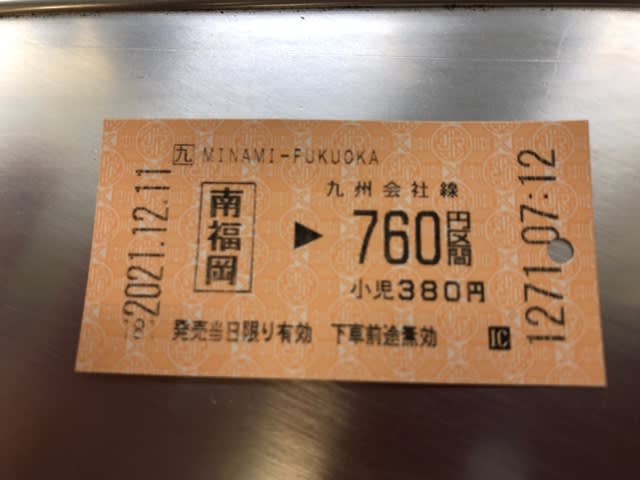 九 MINAMI-FUKUOKA
九州会社線
南福岡
▶ 760円区間
小児380円
発売当日限り有効 下車前途無効
IC
2021.12.11
1271 07:12